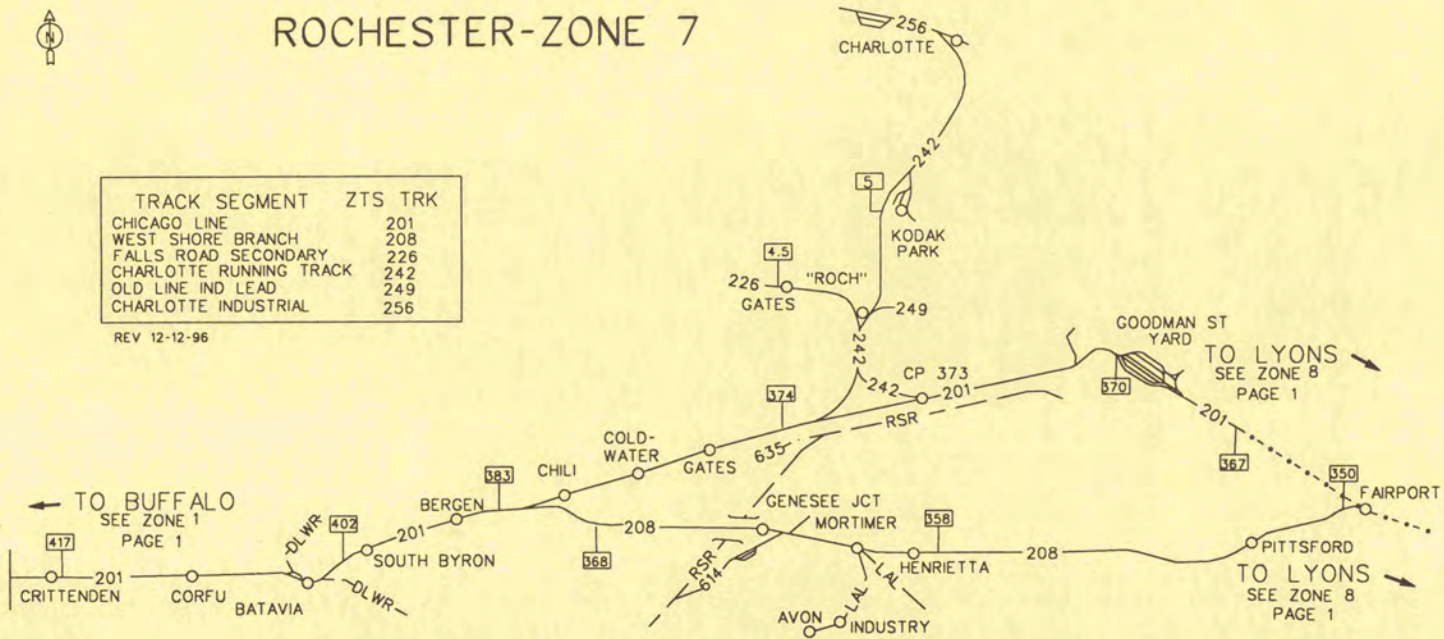 N
ROCHESTER-ZONE 7
256
CHARLOTTE
242
TRACK SEGMENT ZTS TRK
CHICAGO LINE 201
WEST SHORE BRANCH 208
FALLS ROAD SECONDARY 226
CHARLOTTE RUNNING TRACK 242
OLD LINE IND LEAD 249
CHARLOTTE INDUSTRIAL 256
REV 12-12-96
5
KODAK
PARK
4.5
226
GATES
"ROCH"
249
242
GOODMAN ST
YARD
TO LYONS
SEE ZONE 8
PAGE 1
CP 373
242
201
370
374
RSR
201
635
367
COLD-
WATER
GATES
CHILI
383
350
FAIRPORT
TO BUFFALO
SEE ZONE 1
PAGE 1
BERGEN
GENESEE JCT
MORTIMER
358
402
201
208
368
DLWR
SOUTH BYRON
417
201
CRITTENDEN
CORFU
BATAVIA
DLWR
RSR
614
HENRIETTA
208
PITTSFORD
LAL
LAL
TO LYONS
SEE ZONE 8
PAGE 1
AVON
INDUSTRY